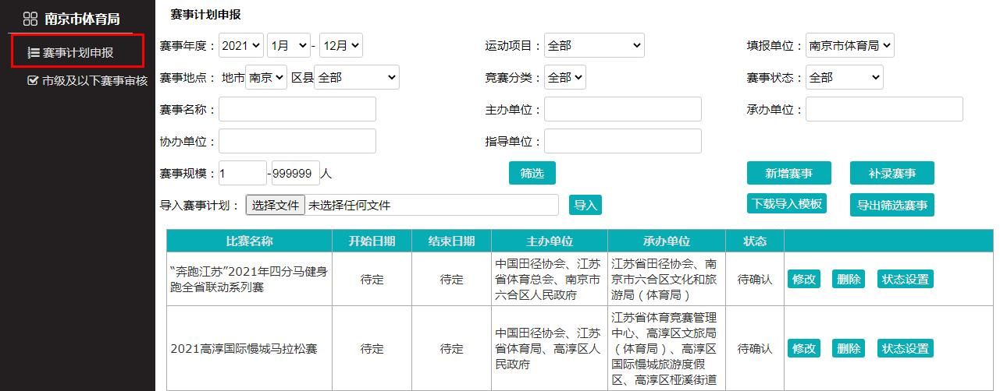 南京市体育局
赛事计划申报
市级及以下赛事审核
赛事计划申报
赛事年度： 2021 1月 - 12月 运动项目： 全部 填报单位： 南京市体育局
赛事地点： 地市 南京 区县 全部 竞赛分类： 全部 赛事状态： 全部
赛事名称： 主办单位： 承办单位：
协办单位： 指导单位：
赛事规模： 1 - 999999 人 筛选 新增赛事 补录赛事
导入赛事计划： 选择文件 未选择任何文件 导入 下载导入模板 导出筛选赛事
比赛名称 开始日期 结束日期 主办单位 承办单位 状态
“奔跑江苏”2021年四分马健身
跑全省联动系列赛
待定
待定
中国田径协会、江苏
省体育总会、南京市
六合区人民政府
江苏省田径协会、南
京市六合区文化和旅
游局（体育局）
待确认
修改 删除 状态设置
2021高淳国际慢城马拉松赛
待定
待定
中国田径协会、江苏
省体育局、高淳区人
民政府
江苏省体育竞赛管理
中心、高淳区文旅局
（体育局）、高淳区
国际慢城旅游度假
区、高淳区桠溪街道
待确认
修改 删除 状态设置